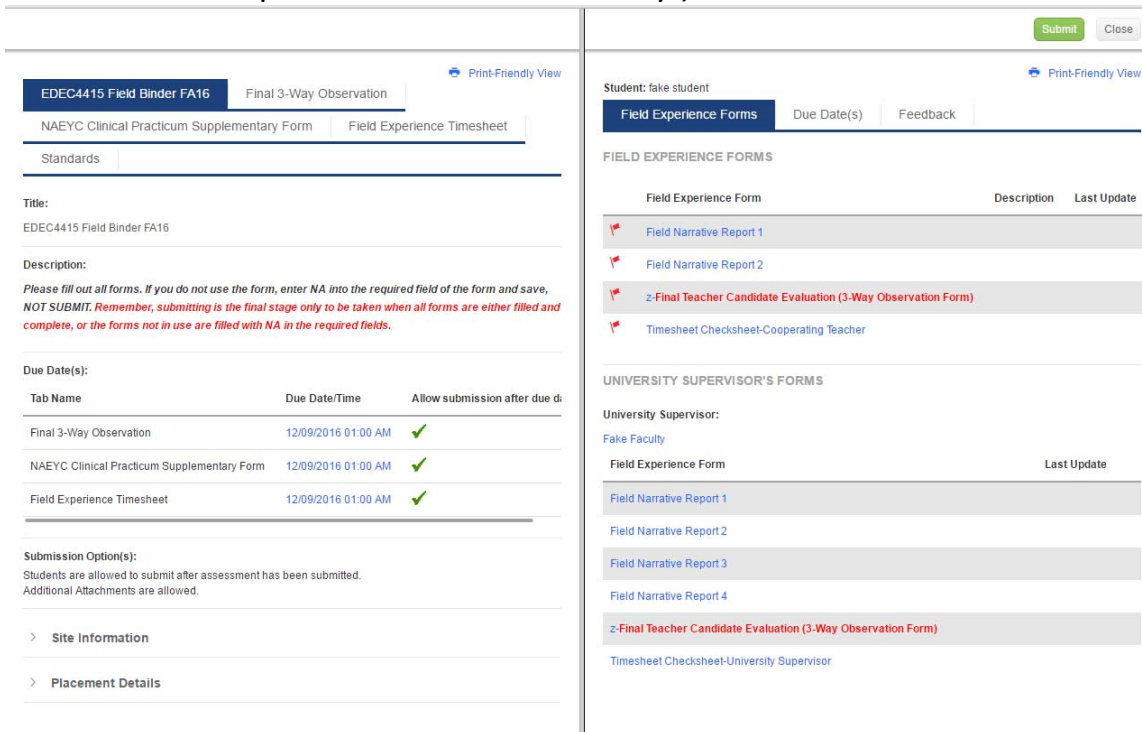 Submit Close
Print-Friendly View
EDEC4415 Field Binder FA16 Final 3-Way Observation
NAEYC Clinical Practicum Supplementary Form Field Experience Timesheet
Standards
Title:
EDEC4415 Field Binder FA16
Description:
Please fill out all forms. If you do not use the form, enter NA into the required field of the form and save,
NOT SUBMIT. Remember, submitting is the final stage only to be taken when all forms are either filled and
complete, or the forms not in use are filled with NA in the required fields.
Due Date(s):
Tab Name Due Date/Time Allow submission after due da
Final 3-Way Observation 12/09/2016 01:00 AM
NAEYC Clinical Practicum Supplementary Form 12/09/2016 01:00 AM
Field Experience Timesheet 12/09/2016 01:00 AM
Submission Option(s):
Students are allowed to submit after assessment has been submitted.
Additional Attachments are allowed.
Site Information
Placement Details
Print-Friendly View
Student: fake student
Field Experience Forms Due Date(s) Feedback
FIELD EXPERIENCE FORMS
Field Experience Form Description Last Update
Field Narrative Report 1
Field Narrative Report 2
z-Final Teacher Candidate Evaluation (3-Way Observation Form)
Timesheet Checksheet-Cooperating Teacher
UNIVERSITY SUPERVISOR'S FORMS
University Supervisor:
Fake Faculty
Field Experience Form Last Update
Field Narrative Report 1
Field Narrative Report 2
Field Narrative Report 3
Field Narrative Report 4
z-Final Teacher Candidate Evaluation (3-Way Observation Form)
Timesheet Checksheet-University Supervisor